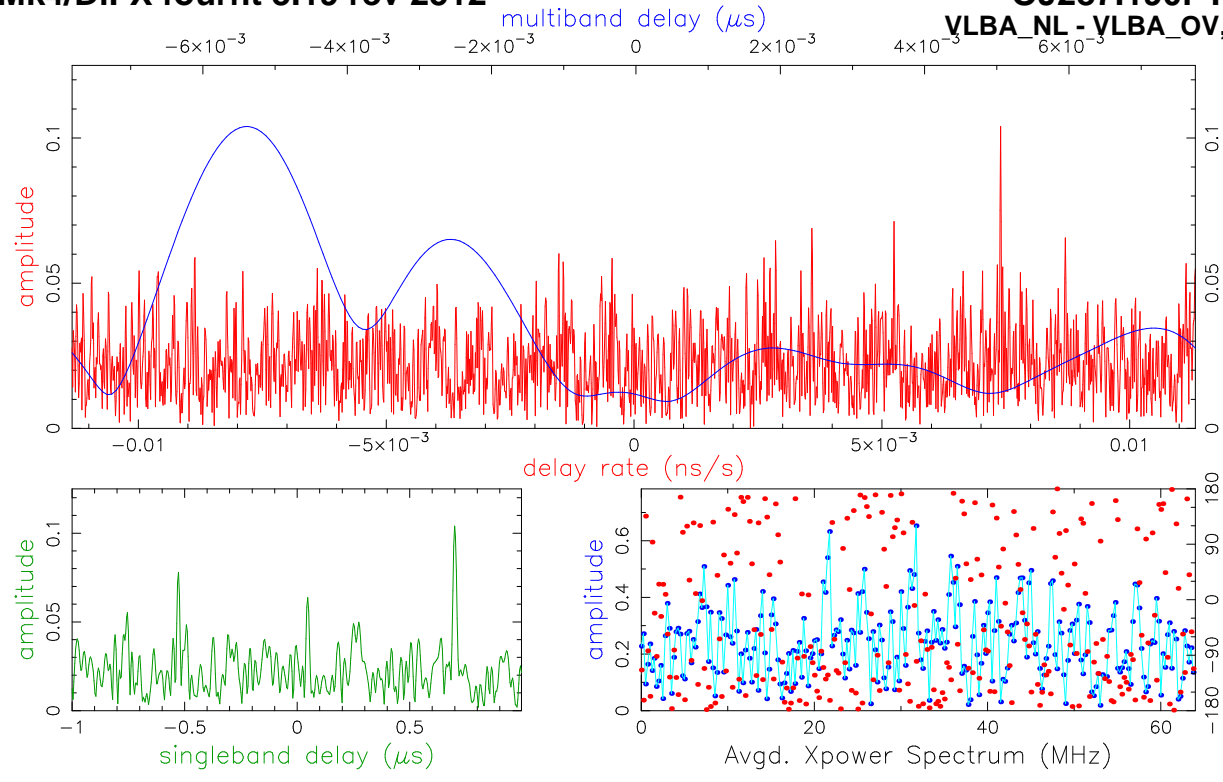 multiband delay (μs)
VLBA_NL - VLBA_OV,
−6×10⁻³ −4×10⁻³ −2×10⁻³ 0 2×10⁻³ 4×10⁻³ 6×10⁻³
amplitude
0 0.05 0.1
0 0.05 0.1
−0.01 −5×10⁻³ 0 5×10⁻³ 0.01
delay rate (ns/s)
amplitude
0 0.05 0.1
−1 −0.5 0 0.5
singleband delay (μs)
amplitude
0 0.2 0.4 0.6
−180 −90 0 90 180
0 20 40 60
Avgd. Xpower Spectrum (MHz)